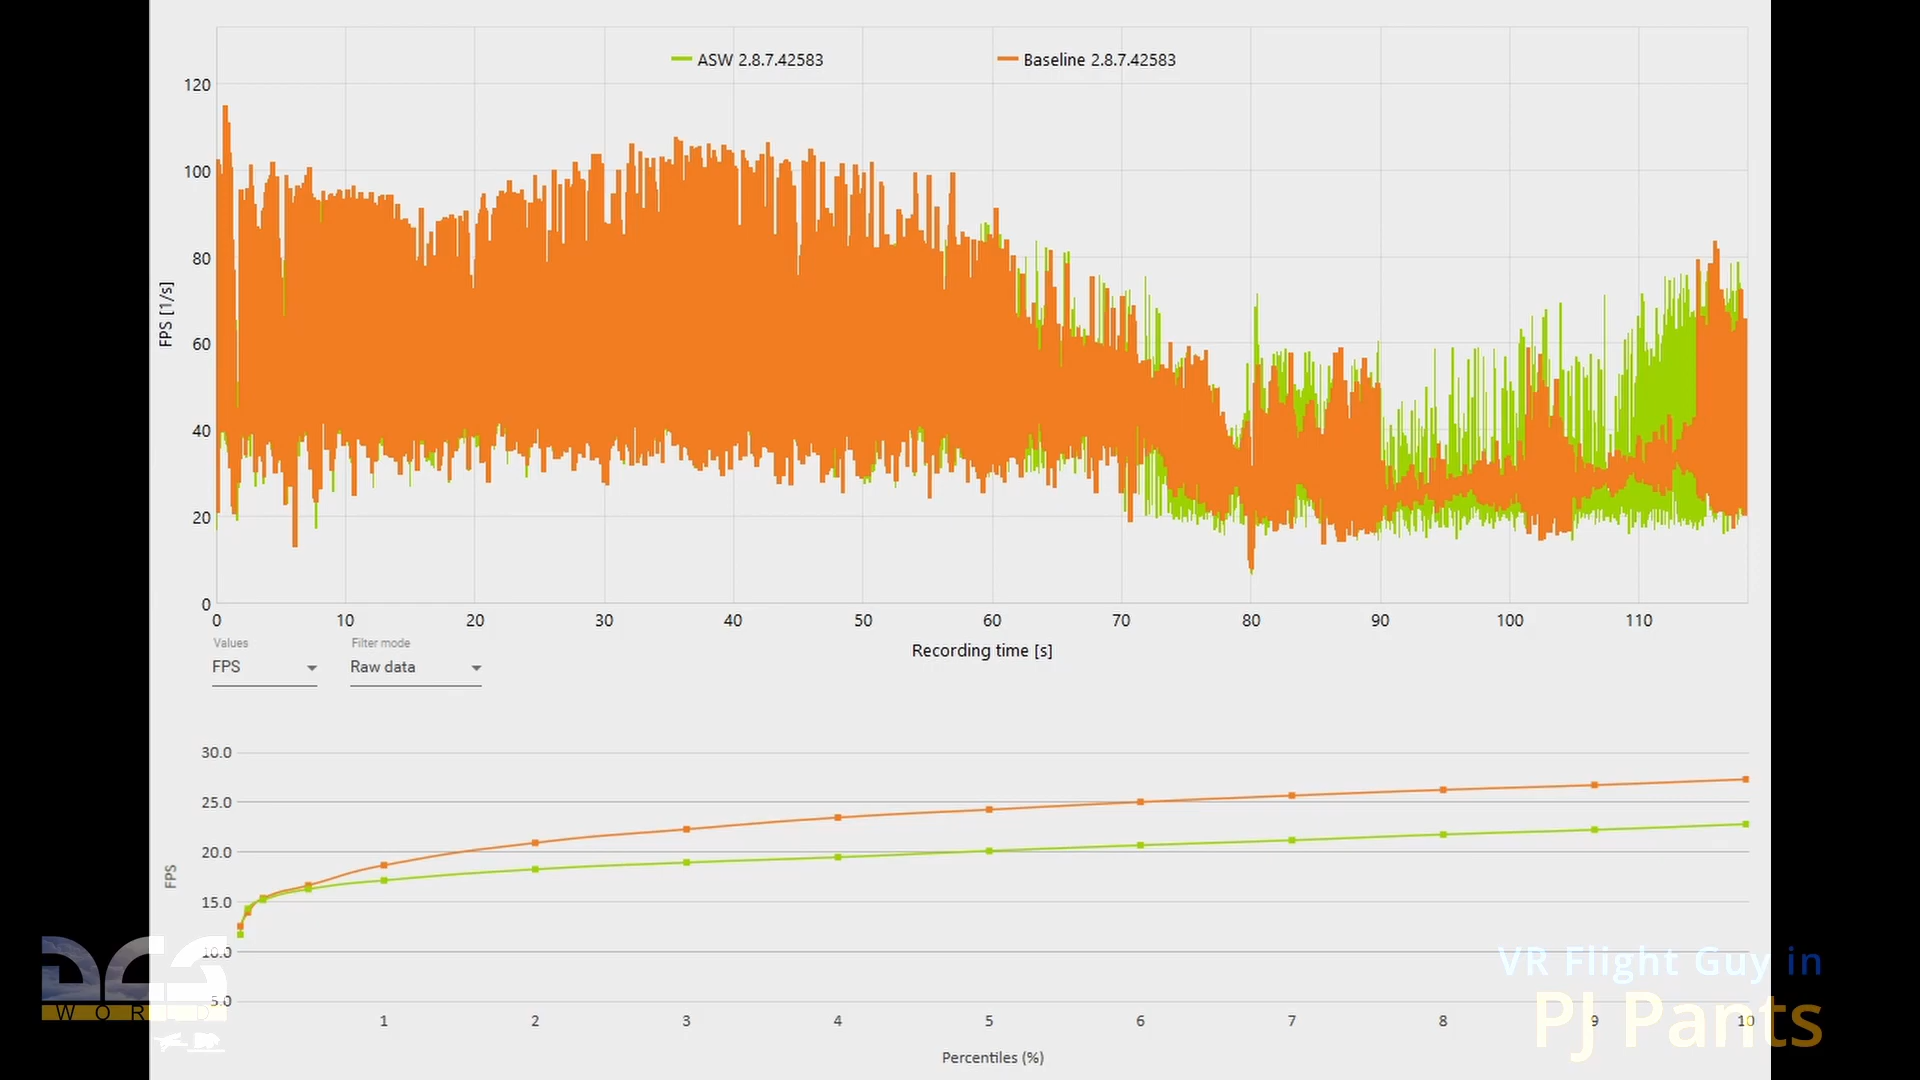 ASW 2.8.7.42583 Baseline 2.8.7.42583
120
100
80
60
40
20
0
FPS [1/s]
0 10 20 30 40 50 60 70 80 90 100 110
Recording time [s]
Values Filter mode
FPS Raw data
30.0
25.0
20.0
15.0
10.0
5.0
FPS
1 2 3 4 5 6 7 8 9 10
Percentiles (%)
DCS
WORLD
VR Flight Guy in
PJ Pants